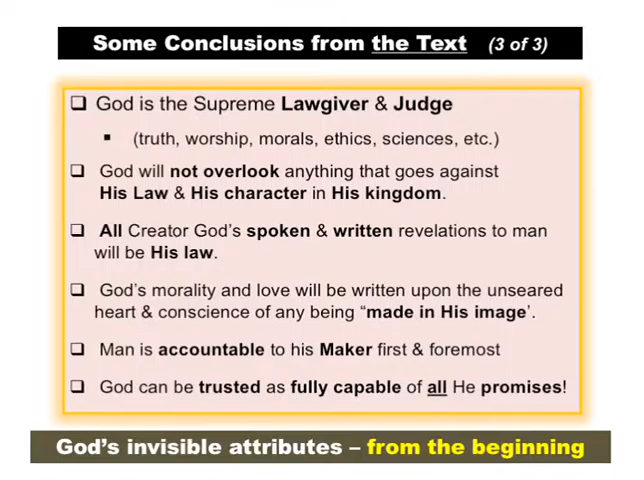 Some Conclusions from the Text (3 of 3)
God is the Supreme Lawgiver & Judge
(truth, worship, morals, ethics, sciences, etc.)
God will not overlook anything that goes against
His Law & His character in His kingdom.
All Creator God's spoken & written revelations to man
will be His law.
God's morality and love will be written upon the unseared
heart & conscience of any being "made in His image'.
Man is accountable to his Maker first & foremost
God can be trusted as fully capable of all He promises!
God's invisible attributes – from the beginning